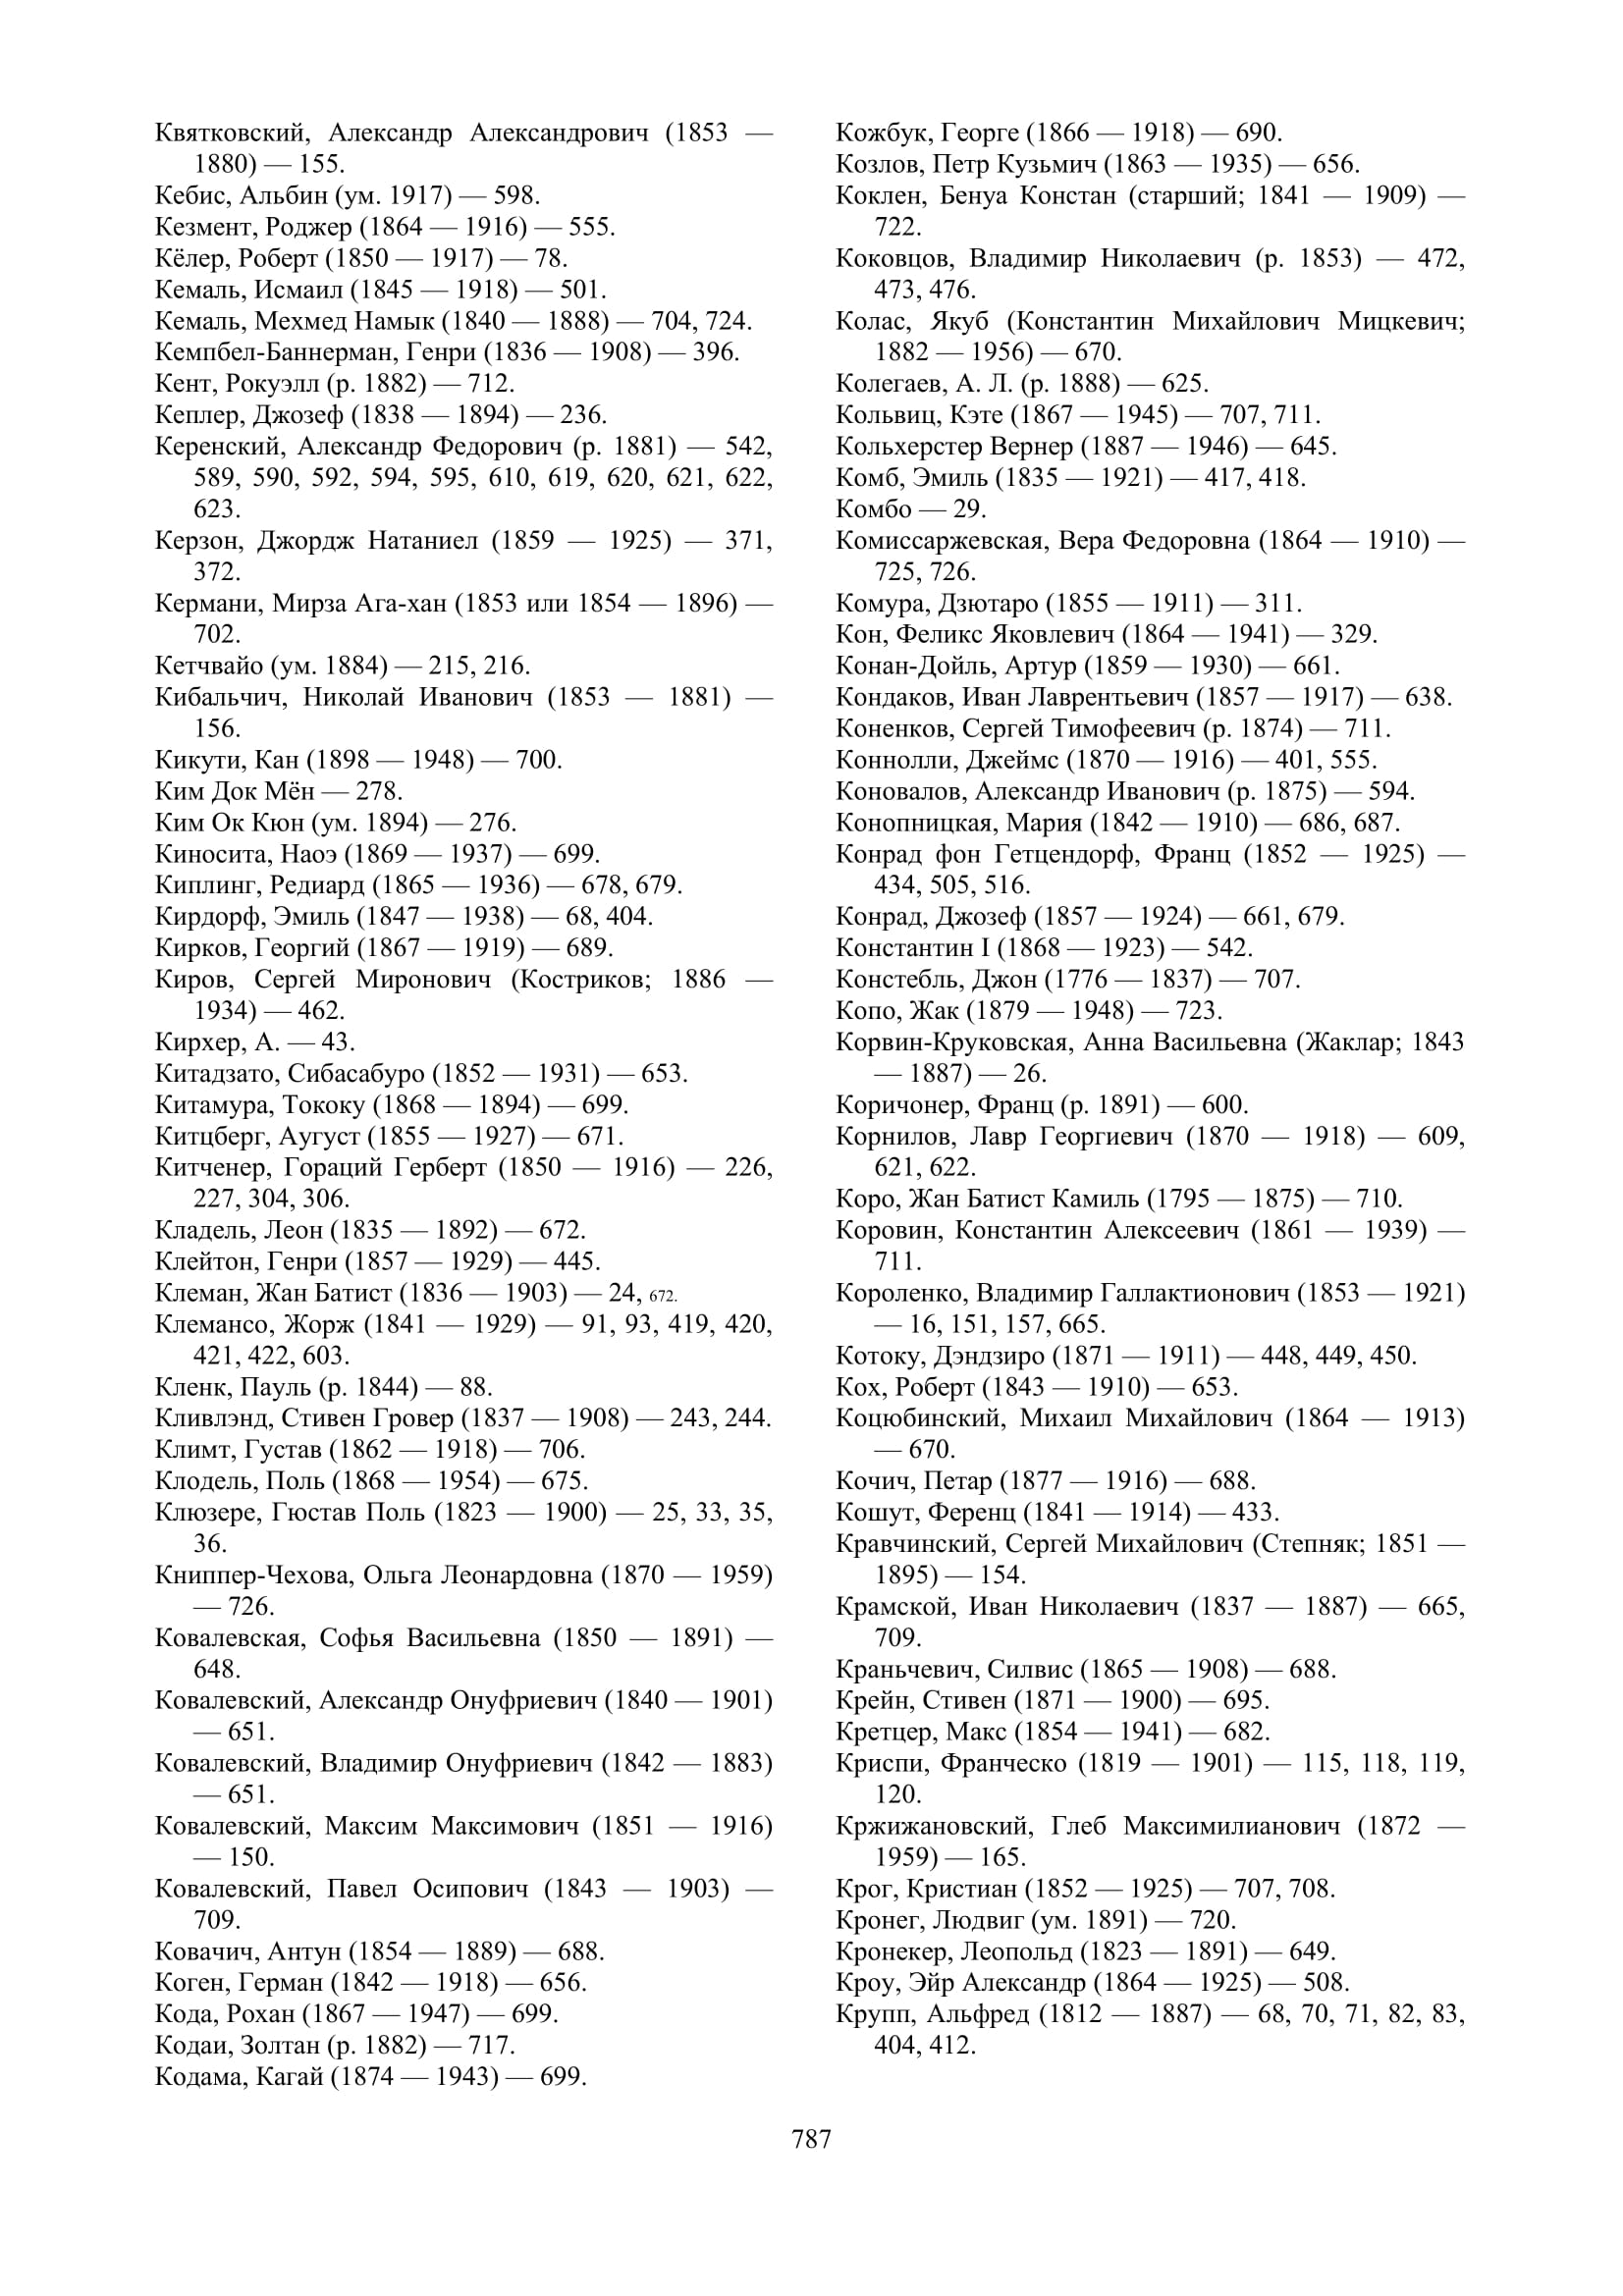 Квятковский, Александр Александрович (1853 —
1880) — 155.
Кебис, Альбин (ум. 1917) — 598.
Кезмент, Роджер (1864 — 1916) — 555.
Кёлер, Роберт (1850 — 1917) — 78.
Кемаль, Исмаил (1845 — 1918) — 501.
Кемаль, Мехмед Намык (1840 — 1888) — 704, 724.
Кемпбел-Баннерман, Генри (1836 — 1908) — 396.
Кент, Рокуэлл (р. 1882) — 712.
Кеплер, Джозеф (1838 — 1894) — 236.
Керенский, Александр Федорович (р. 1881) — 542,
589, 590, 592, 594, 595, 610, 619, 620, 621, 622,
623.
Керзон, Джордж Натаниел (1859 — 1925) — 371,
372.
Кермани, Мирза Ага-хан (1853 или 1854 — 1896) —
702.
Кетчвайо (ум. 1884) — 215, 216.
Кибальчич, Николай Иванович (1853 — 1881) —
156.
Кикути, Кан (1898 — 1948) — 700.
Ким Док Мён — 278.
Ким Ок Кюн (ум. 1894) — 276.
Киносита, Наоэ (1869 — 1937) — 699.
Киплинг, Редиард (1865 — 1936) — 678, 679.
Кирдорф, Эмиль (1847 — 1938) — 68, 404.
Кирков, Георгий (1867 — 1919) — 689.
Киров, Сергей Миронович (Костриков; 1886 —
1934) — 462.
Кирхер, А. — 43.
Китадзато, Сибасабуро (1852 — 1931) — 653.
Китамура, Тококу (1868 — 1894) — 699.
Китцберг, Аугуст (1855 — 1927) — 671.
Китченер, Гораций Герберт (1850 — 1916) — 226,
227, 304, 306.
Кладель, Леон (1835 — 1892) — 672.
Клейтон, Генри (1857 — 1929) — 445.
Клеман, Жан Батист (1836 — 1903) — 24, 672.
Клемансо, Жорж (1841 — 1929) — 91, 93, 419, 420,
421, 422, 603.
Кленк, Пауль (р. 1844) — 88.
Кливлэнд, Стивен Гровер (1837 — 1908) — 243, 244.
Климт, Густав (1862 — 1918) — 706.
Клодель, Поль (1868 — 1954) — 675.
Клюзере, Гюстав Поль (1823 — 1900) — 25, 33, 35,
36.
Книппер-Чехова, Ольга Леонардовна (1870 — 1959)
— 726.
Ковалевская, Софья Васильевна (1850 — 1891) —
648.
Ковалевский, Александр Онуфриевич (1840 — 1901)
— 651.
Ковалевский, Владимир Онуфриевич (1842 — 1883)
— 651.
Ковалевский, Максим Максимович (1851 — 1916)
— 150.
Ковалевский, Павел Осипович (1843 — 1903) —
709.
Ковачич, Антун (1854 — 1889) — 688.
Коген, Герман (1842 — 1918) — 656.
Кода, Рохан (1867 — 1947) — 699.
Кодаи, Золтан (р. 1882) — 717.
Кодама, Кагай (1874 — 1943) — 699.
Кожбук, Георге (1866 — 1918) — 690.
Козлов, Петр Кузьмич (1863 — 1935) — 656.
Коклен, Бенуа Констан (старший; 1841 — 1909) —
722.
Коковцов, Владимир Николаевич (р. 1853) — 472,
473, 476.
Колас, Якуб (Константин Михайлович Мицкевич;
1882 — 1956) — 670.
Колегаев, А. Л. (р. 1888) — 625.
Кольвиц, Кэте (1867 — 1945) — 707, 711.
Кольхерстер Вернер (1887 — 1946) — 645.
Комб, Эмиль (1835 — 1921) — 417, 418.
Комбо — 29.
Комиссаржевская, Вера Федоровна (1864 — 1910) —
725, 726.
Комура, Дзютаро (1855 — 1911) — 311.
Кон, Феликс Яковлевич (1864 — 1941) — 329.
Конан-Дойль, Артур (1859 — 1930) — 661.
Кондаков, Иван Лаврентьевич (1857 — 1917) — 638.
Коненков, Сергей Тимофеевич (р. 1874) — 711.
Коннолли, Джеймс (1870 — 1916) — 401, 555.
Коновалов, Александр Иванович (р. 1875) — 594.
Конопницкая, Мария (1842 — 1910) — 686, 687.
Конрад фон Гетцендорф, Франц (1852 — 1925) —
434, 505, 516.
Конрад, Джозеф (1857 — 1924) — 661, 679.
Константин I (1868 — 1923) — 542.
Констебль, Джон (1776 — 1837) — 707.
Копо, Жак (1879 — 1948) — 723.
Корвин-Круковская, Анна Васильевна (Жаклар; 1843
— 1887) — 26.
Коричонер, Франц (р. 1891) — 600.
Корнилов, Лавр Георгиевич (1870 — 1918) — 609,
621, 622.
Коро, Жан Батист Камиль (1795 — 1875) — 710.
Коровин, Константин Алексеевич (1861 — 1939) —
711.
Короленко, Владимир Галлактионович (1853 — 1921)
— 16, 151, 157, 665.
Котоку, Дэндзиро (1871 — 1911) — 448, 449, 450.
Кох, Роберт (1843 — 1910) — 653.
Коцюбинский, Михаил Михайлович (1864 — 1913)
— 670.
Кочич, Петар (1877 — 1916) — 688.
Кошут, Ференц (1841 — 1914) — 433.
Кравчинский, Сергей Михайлович (Степняк; 1851 —
1895) — 154.
Крамской, Иван Николаевич (1837 — 1887) — 665,
709.
Краньчевич, Силвис (1865 — 1908) — 688.
Крейн, Стивен (1871 — 1900) — 695.
Кретцер, Макс (1854 — 1941) — 682.
Криспи, Франческо (1819 — 1901) — 115, 118, 119,
120.
Кржижановский, Глеб Максимилианович (1872 —
1959) — 165.
Крог, Кристиан (1852 — 1925) — 707, 708.
Кронег, Людвиг (ум. 1891) — 720.
Кронекер, Леопольд (1823 — 1891) — 649.
Кроу, Эйр Александр (1864 — 1925) — 508.
Крупп, Альфред (1812 — 1887) — 68, 70, 71, 82, 83,
404, 412.
787